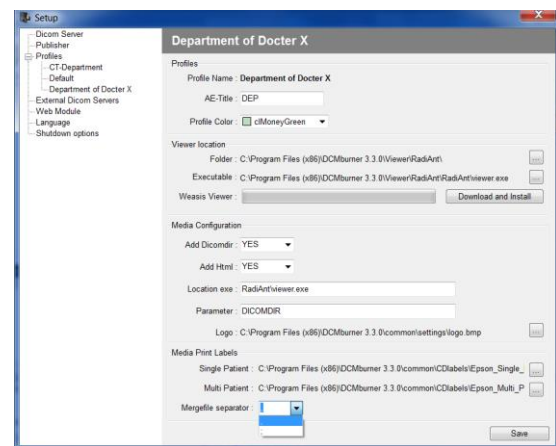 Setup
Dicom Server
Publisher
Profiles
CT-Department
Default
Department of Docter X
External Dicom Servers
Web Module
Language
Shutdown options
Department of Docter X
Profiles
Profile Name : Department of Docter X
AE-Title : DEP
Profile Color : clMoneyGreen
Viewer location
Folder : C:\Program Files (x86)\DCMburner 3.3.0\Viewer\RadiAnt\ ...
Executable : C:\Program Files (x86)\DCMburner 3.3.0\Viewer\RadiAnt\RadiAnt\viewer.exe ...
Weasis Viewer : Download and Install
Media Configuration
Add Dicomdir : YES
Add Html : YES
Location exe : RadiAnt\viewer.exe
Parameter : DICOMDIR
Logo : C:\Program Files (x86)\DCMburner 3.3.0\common\settings\logo.bmp ...
Media Print Labels
Single Patient : C:\Program Files (x86)\DCMburner 3.3.0\common\CDlabels\Epson_Single_ ...
Multi Patient : C:\Program Files (x86)\DCMburner 3.3.0\common\CDlabels\Epson_Multi_P ...
Mergefile separator :
Save